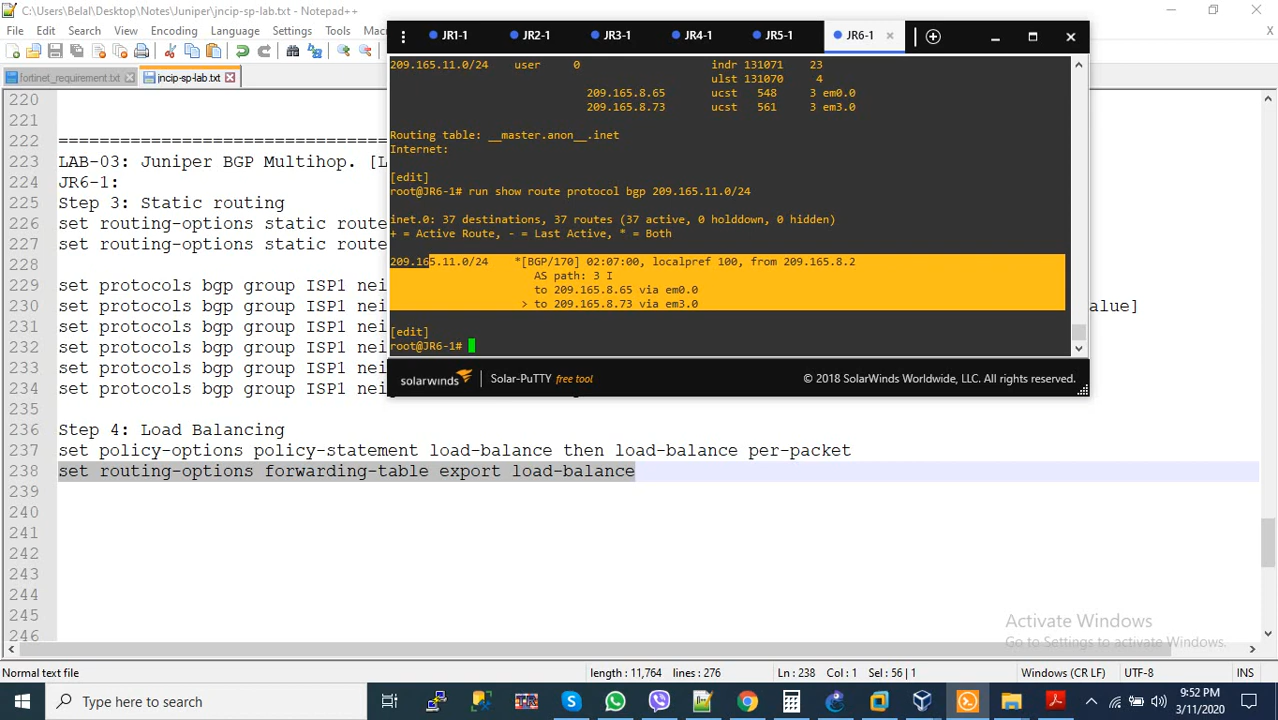 C:\Users\Belal\Desktop\Notes\Juniper\jncip-sp-lab.txt - Notepad++
File Edit Search View Encoding Language Settings Tools Mac
fortinet_requirement.txt jncip-sp-lab.txt
JR1-1 JR2-1 JR3-1 JR4-1 JR5-1 JR6-1
209.165.11.0/24 user 0 indr 131071 23
ulst 131070 4
209.165.8.65 ucst 548 3 em0.0
209.165.8.73 ucst 561 3 em3.0
Routing table: __master.anon__.inet
Internet:
[edit]
root@JR6-1# run show route protocol bgp 209.165.11.0/24
inet.0: 37 destinations, 37 routes (37 active, 0 holddown, 0 hidden)
+ = Active Route, - = Last Active, * = Both
209.165.11.0/24 *[BGP/170] 02:07:00, localpref 100, from 209.165.8.2
AS path: 3 I
to 209.165.8.65 via em0.0
> to 209.165.8.73 via em3.0
[edit]
root@JR6-1#
solarwinds Solar-PuTTY free tool © 2018 SolarWinds Worldwide, LLC. All rights reserved.
220
221
222 ================================
223 LAB-03: Juniper BGP Multihop. [L
224 JR6-1:
225 Step 3: Static routing
226 set routing-options static route
227 set routing-options static route
228
229 set protocols bgp group ISP1 nei
230 set protocols bgp group ISP1 nei alue]
231 set protocols bgp group ISP1 nei
232 set protocols bgp group ISP1 nei
233 set protocols bgp group ISP1 nei
234 set protocols bgp group ISP1 nei
235
236 Step 4: Load Balancing
237 set policy-options policy-statement load-balance then load-balance per-packet
238 set routing-options forwarding-table export load-balance
239
240
241
242
243
244
245
246
Activate Windows
Go to Settings to activate Windows.
Normal text file length : 11,764 lines : 276 Ln : 238 Col : 1 Sel : 56 | 1 Windows (CR LF) UTF-8 INS
Type here to search
9:52 PM
3/11/2020